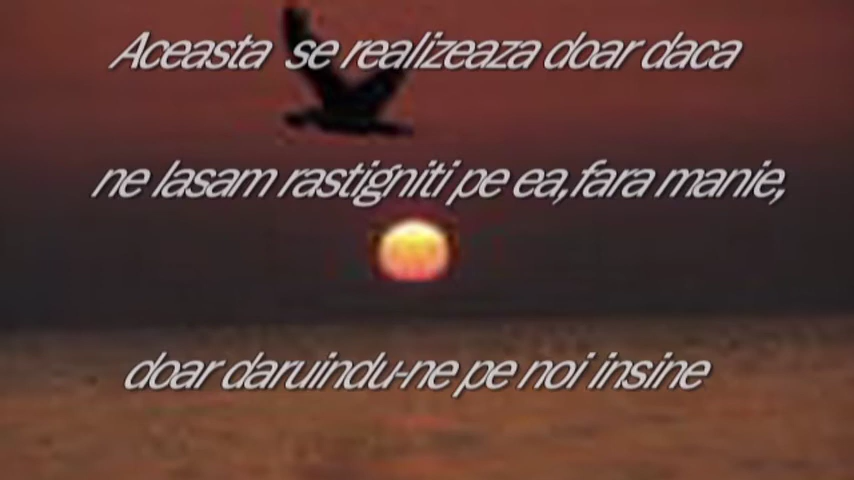 Aceasta se realizeaza doar daca
ne lasam rastigniti pe ea,fara manie,
doar daruindu-ne pe noi insine